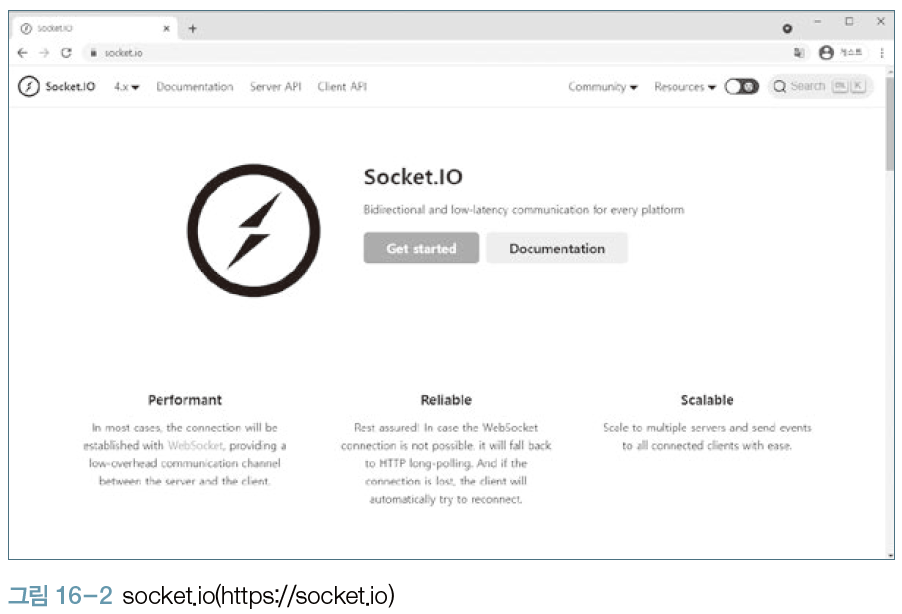 Socket.IO
socket.io
게스트
Socket.IO 4.x Documentation Server API Client API Community Resources Search K
Socket.IO
Bidirectional and low-latency communication for every platform
Get started Documentation
Performant
In most cases, the connection will be
established with WebSocket, providing a
low-overhead communication channel
between the server and the client.
Reliable
Rest assured! In case the WebSocket
connection is not possible, it will fall back
to HTTP long-polling. And if the
connection is lost, the client will
automatically try to reconnect.
Scalable
Scale to multiple servers and send events
to all connected clients with ease.
그림 16-2 socket.io(https://socket.io)